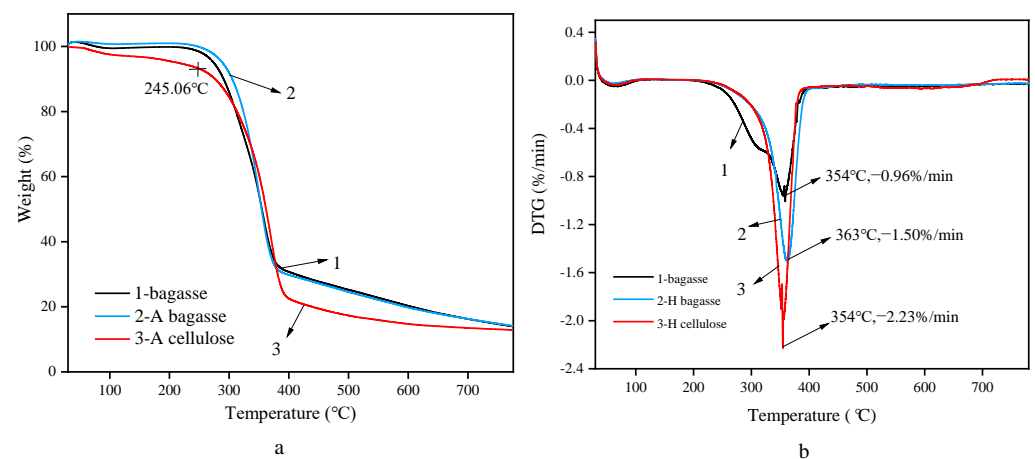 100
80
60
40
20
0
Weight (%)
245.06℃
2
1
3
1-bagasse
2-A bagasse
3-A cellulose
100 200 300 400 500 600 700
Temperature (℃)
a
0.4
0.0
-0.4
-0.8
-1.2
-1.6
-2.0
-2.4
DTG (%/min)
1
354℃,−0.96%/min
2
363℃,−1.50%/min
3
354℃,−2.23%/min
1-bagasse
2-H bagasse
3-H cellulose
100 200 300 400 500 600 700
Temperature ( ℃)
b